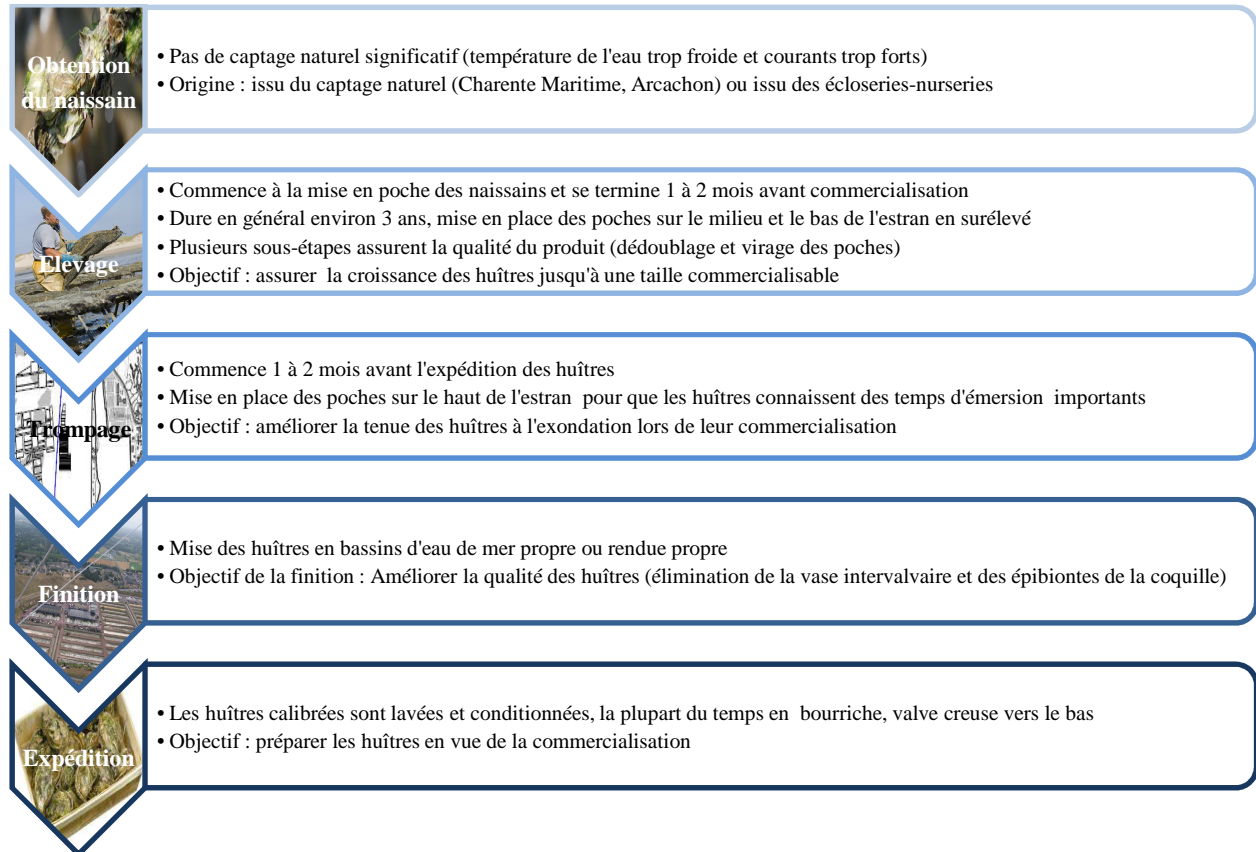 Obtention
du naissain
• Pas de captage naturel significatif (température de l'eau trop froide et courants trop forts)
• Origine : issu du captage naturel (Charente Maritime, Arcachon) ou issu des écloseries-nurseries
Elevage
• Commence à la mise en poche des naissains et se termine 1 à 2 mois avant commercialisation
• Dure en général environ 3 ans, mise en place des poches sur le milieu et le bas de l'estran en surélevé
• Plusieurs sous-étapes assurent la qualité du produit (dédoublage et virage des poches)
• Objectif : assurer la croissance des huîtres jusqu'à une taille commercialisable
Trompage
• Commence 1 à 2 mois avant l'expédition des huîtres
• Mise en place des poches sur le haut de l'estran pour que les huîtres connaissent des temps d'émersion importants
• Objectif : améliorer la tenue des huîtres à l'exondation lors de leur commercialisation
Finition
• Mise des huîtres en bassins d'eau de mer propre ou rendue propre
• Objectif de la finition : Améliorer la qualité des huîtres (élimination de la vase intervalvaire et des épibiontes de la coquille)
Expédition
• Les huîtres calibrées sont lavées et conditionnées, la plupart du temps en bourriche, valve creuse vers le bas
• Objectif : préparer les huîtres en vue de la commercialisation